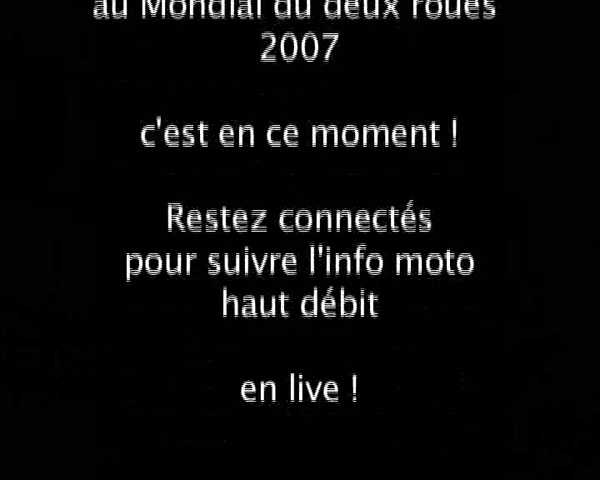 au Mondial du deux roues
2007
c'est en ce moment !
Restez connectés
pour suivre l'info moto
haut débit
en live !